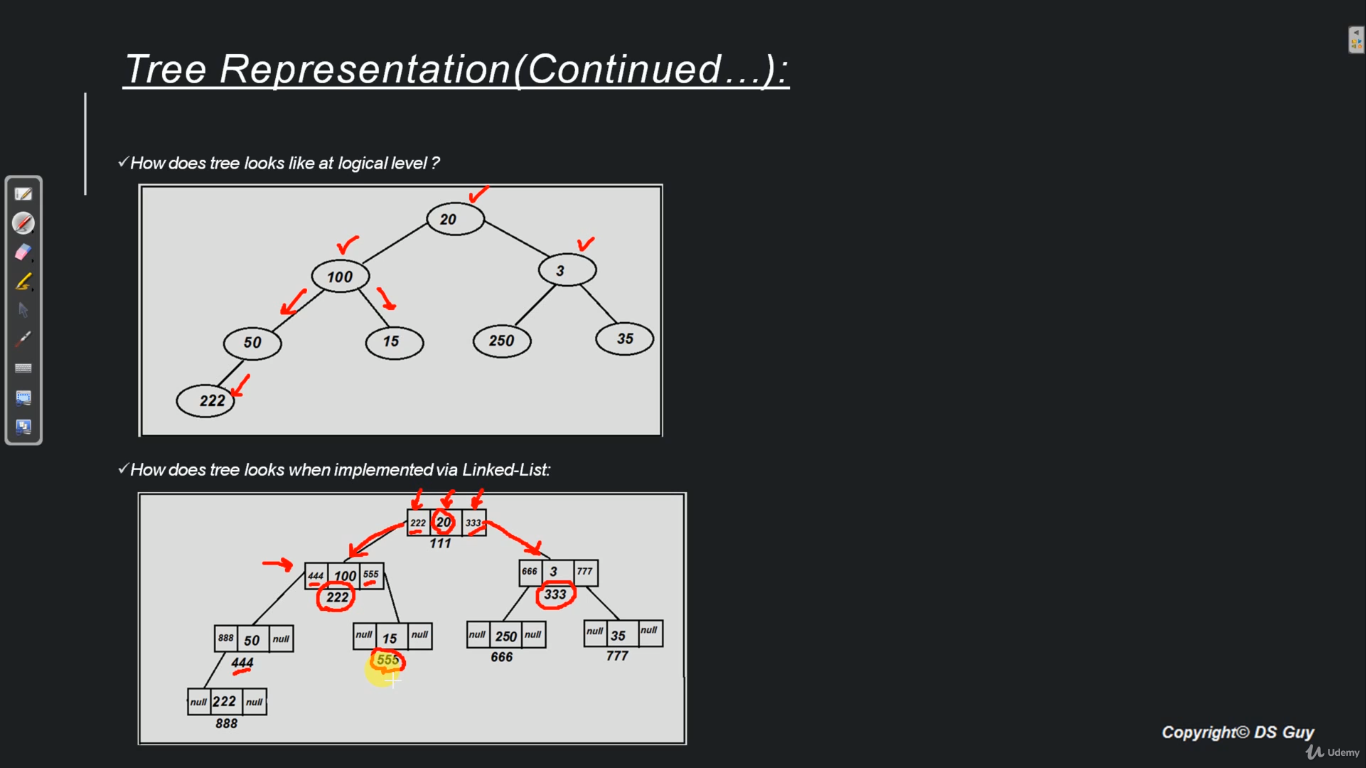 Tree Representation(Continued...):
✓How does tree looks like at logical level ?
20
100
3
50
15
250
35
222
✓How does tree looks when implemented via Linked-List:
222 20 333
111
444 100 555
222
666 3 777
333
888 50 null
444
null 15 null
555
null 250 null
666
null 35 null
777
null 222 null
888
Copyright© DS Guy
Udemy